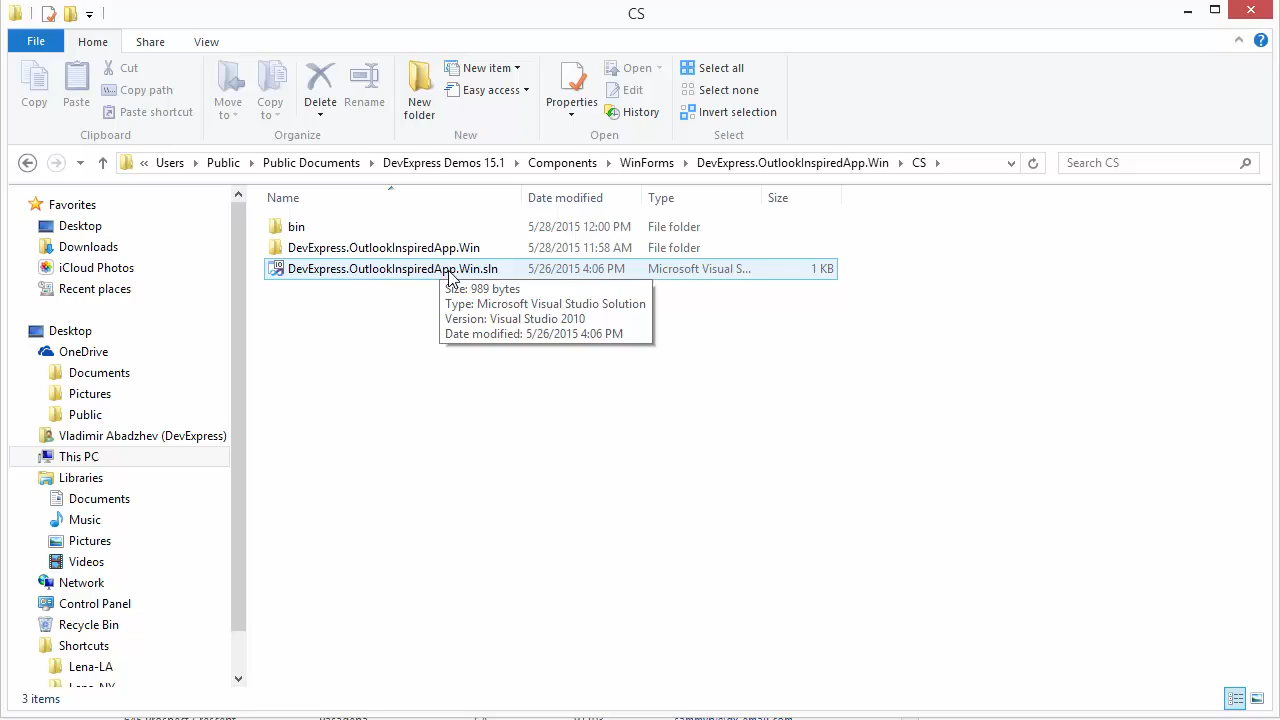 CS
File
Home
Share
View
Copy
Paste
Cut
Copy path
Paste shortcut
Clipboard
Move to
Copy to
Delete
Rename
Organize
New folder
New item
Easy access
New
Properties
Open
Edit
History
Open
Select all
Select none
Invert selection
Select
« Users Public Public Documents DevExpress Demos 15.1 Components WinForms DevExpress.OutlookInspiredApp.Win CS
Search CS
Favorites
Desktop
Downloads
iCloud Photos
Recent places
Desktop
OneDrive
Documents
Pictures
Public
Vladimir Abadzhev (DevExpress)
This PC
Libraries
Documents
Music
Pictures
Videos
Network
Control Panel
Recycle Bin
Shortcuts
Lena-LA
Lena-NY
Name Date modified Type Size
bin 5/28/2015 12:00 PM File folder
DevExpress.OutlookInspiredApp.Win 5/28/2015 11:58 AM File folder
DevExpress.OutlookInspiredApp.Win.sln 5/26/2015 4:06 PM Microsoft Visual S... 1 KB
Size: 989 bytes
Type: Microsoft Visual Studio Solution
Version: Visual Studio 2010
Date modified: 5/26/2015 4:06 PM
3 items